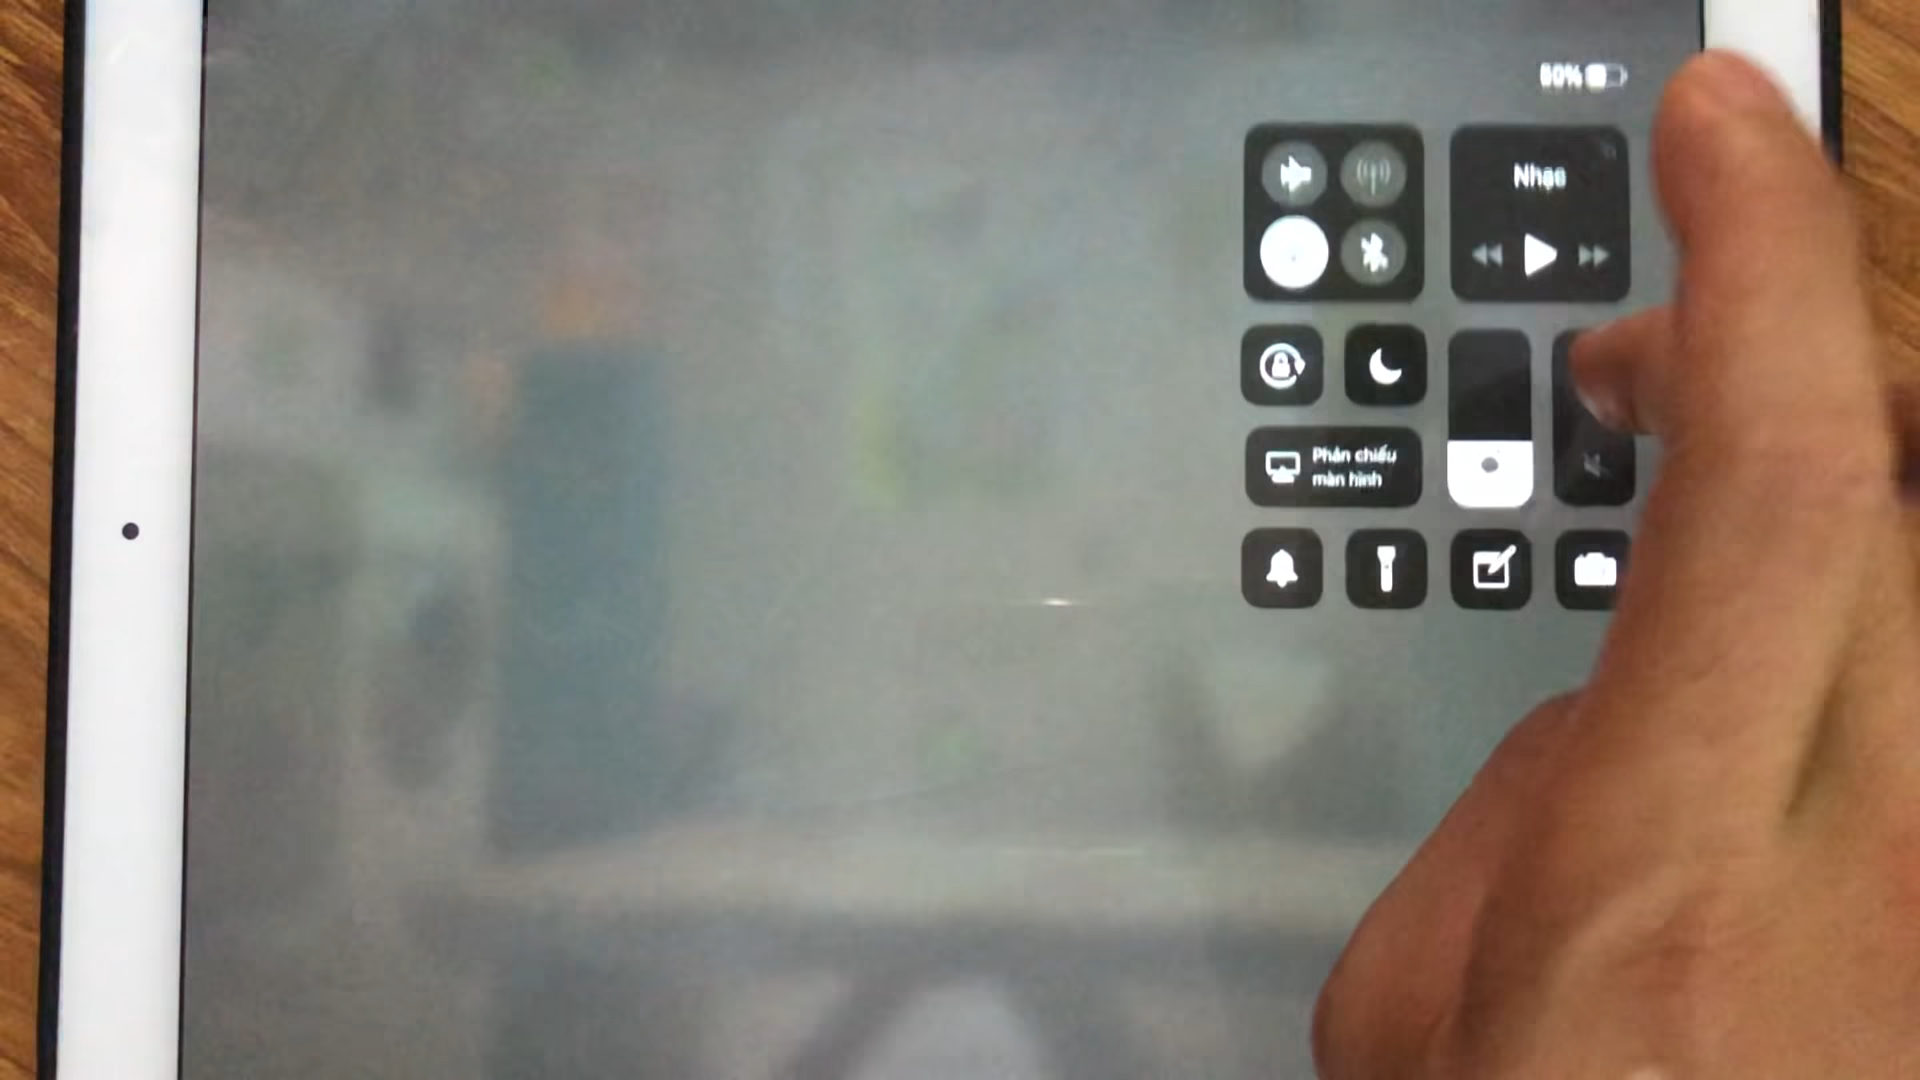 Nhạc
Phản chiếu
màn hình